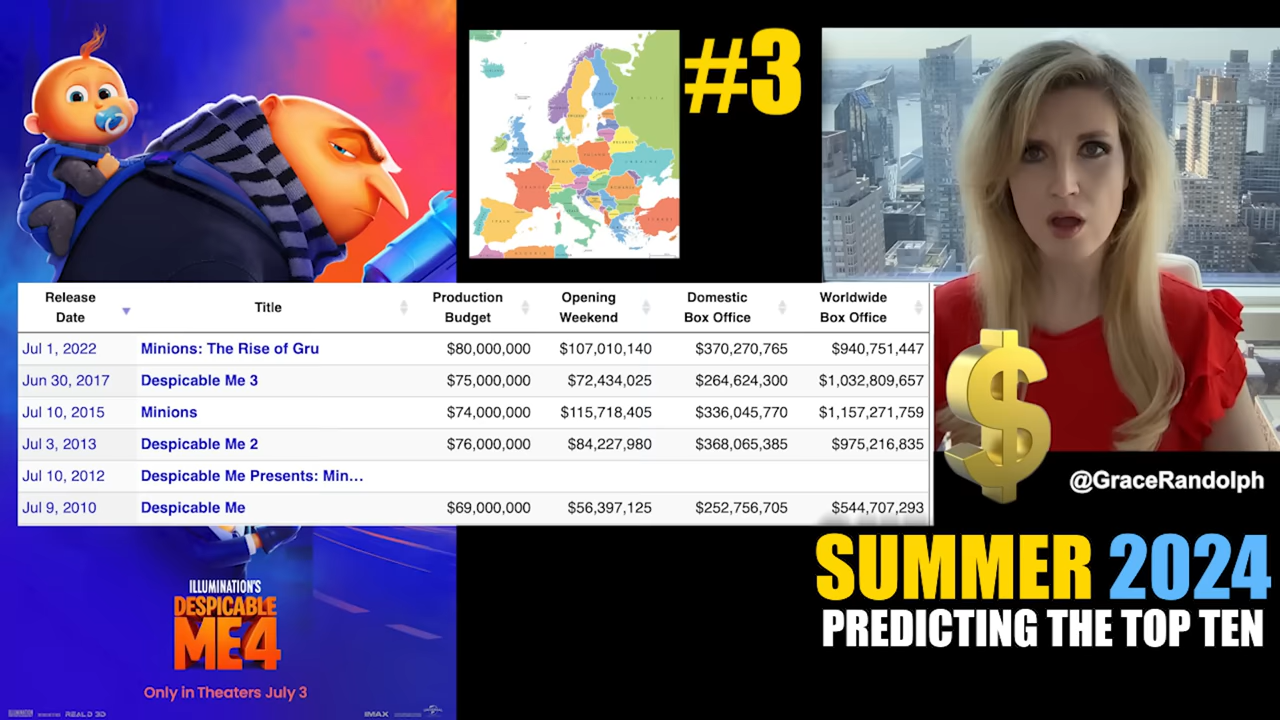 #3
Release Date Title Production Budget Opening Weekend Domestic Box Office Worldwide Box Office
Jul 1, 2022 Minions: The Rise of Gru $80,000,000 $107,010,140 $370,270,765 $940,751,447
Jun 30, 2017 Despicable Me 3 $75,000,000 $72,434,025 $264,624,300 $1,032,809,657
Jul 10, 2015 Minions $74,000,000 $115,718,405 $336,045,770 $1,157,271,759
Jul 3, 2013 Despicable Me 2 $76,000,000 $84,227,980 $368,065,385 $975,216,835
Jul 10, 2012 Despicable Me Presents: Min…
Jul 9, 2010 Despicable Me $69,000,000 $56,397,125 $252,756,705 $544,707,293
$
@GraceRandolph
SUMMER 2024
PREDICTING THE TOP TEN
ILLUMINATION'S
DESPICABLE
ME4
Only in Theaters July 3
REAL D 3D
IMAX